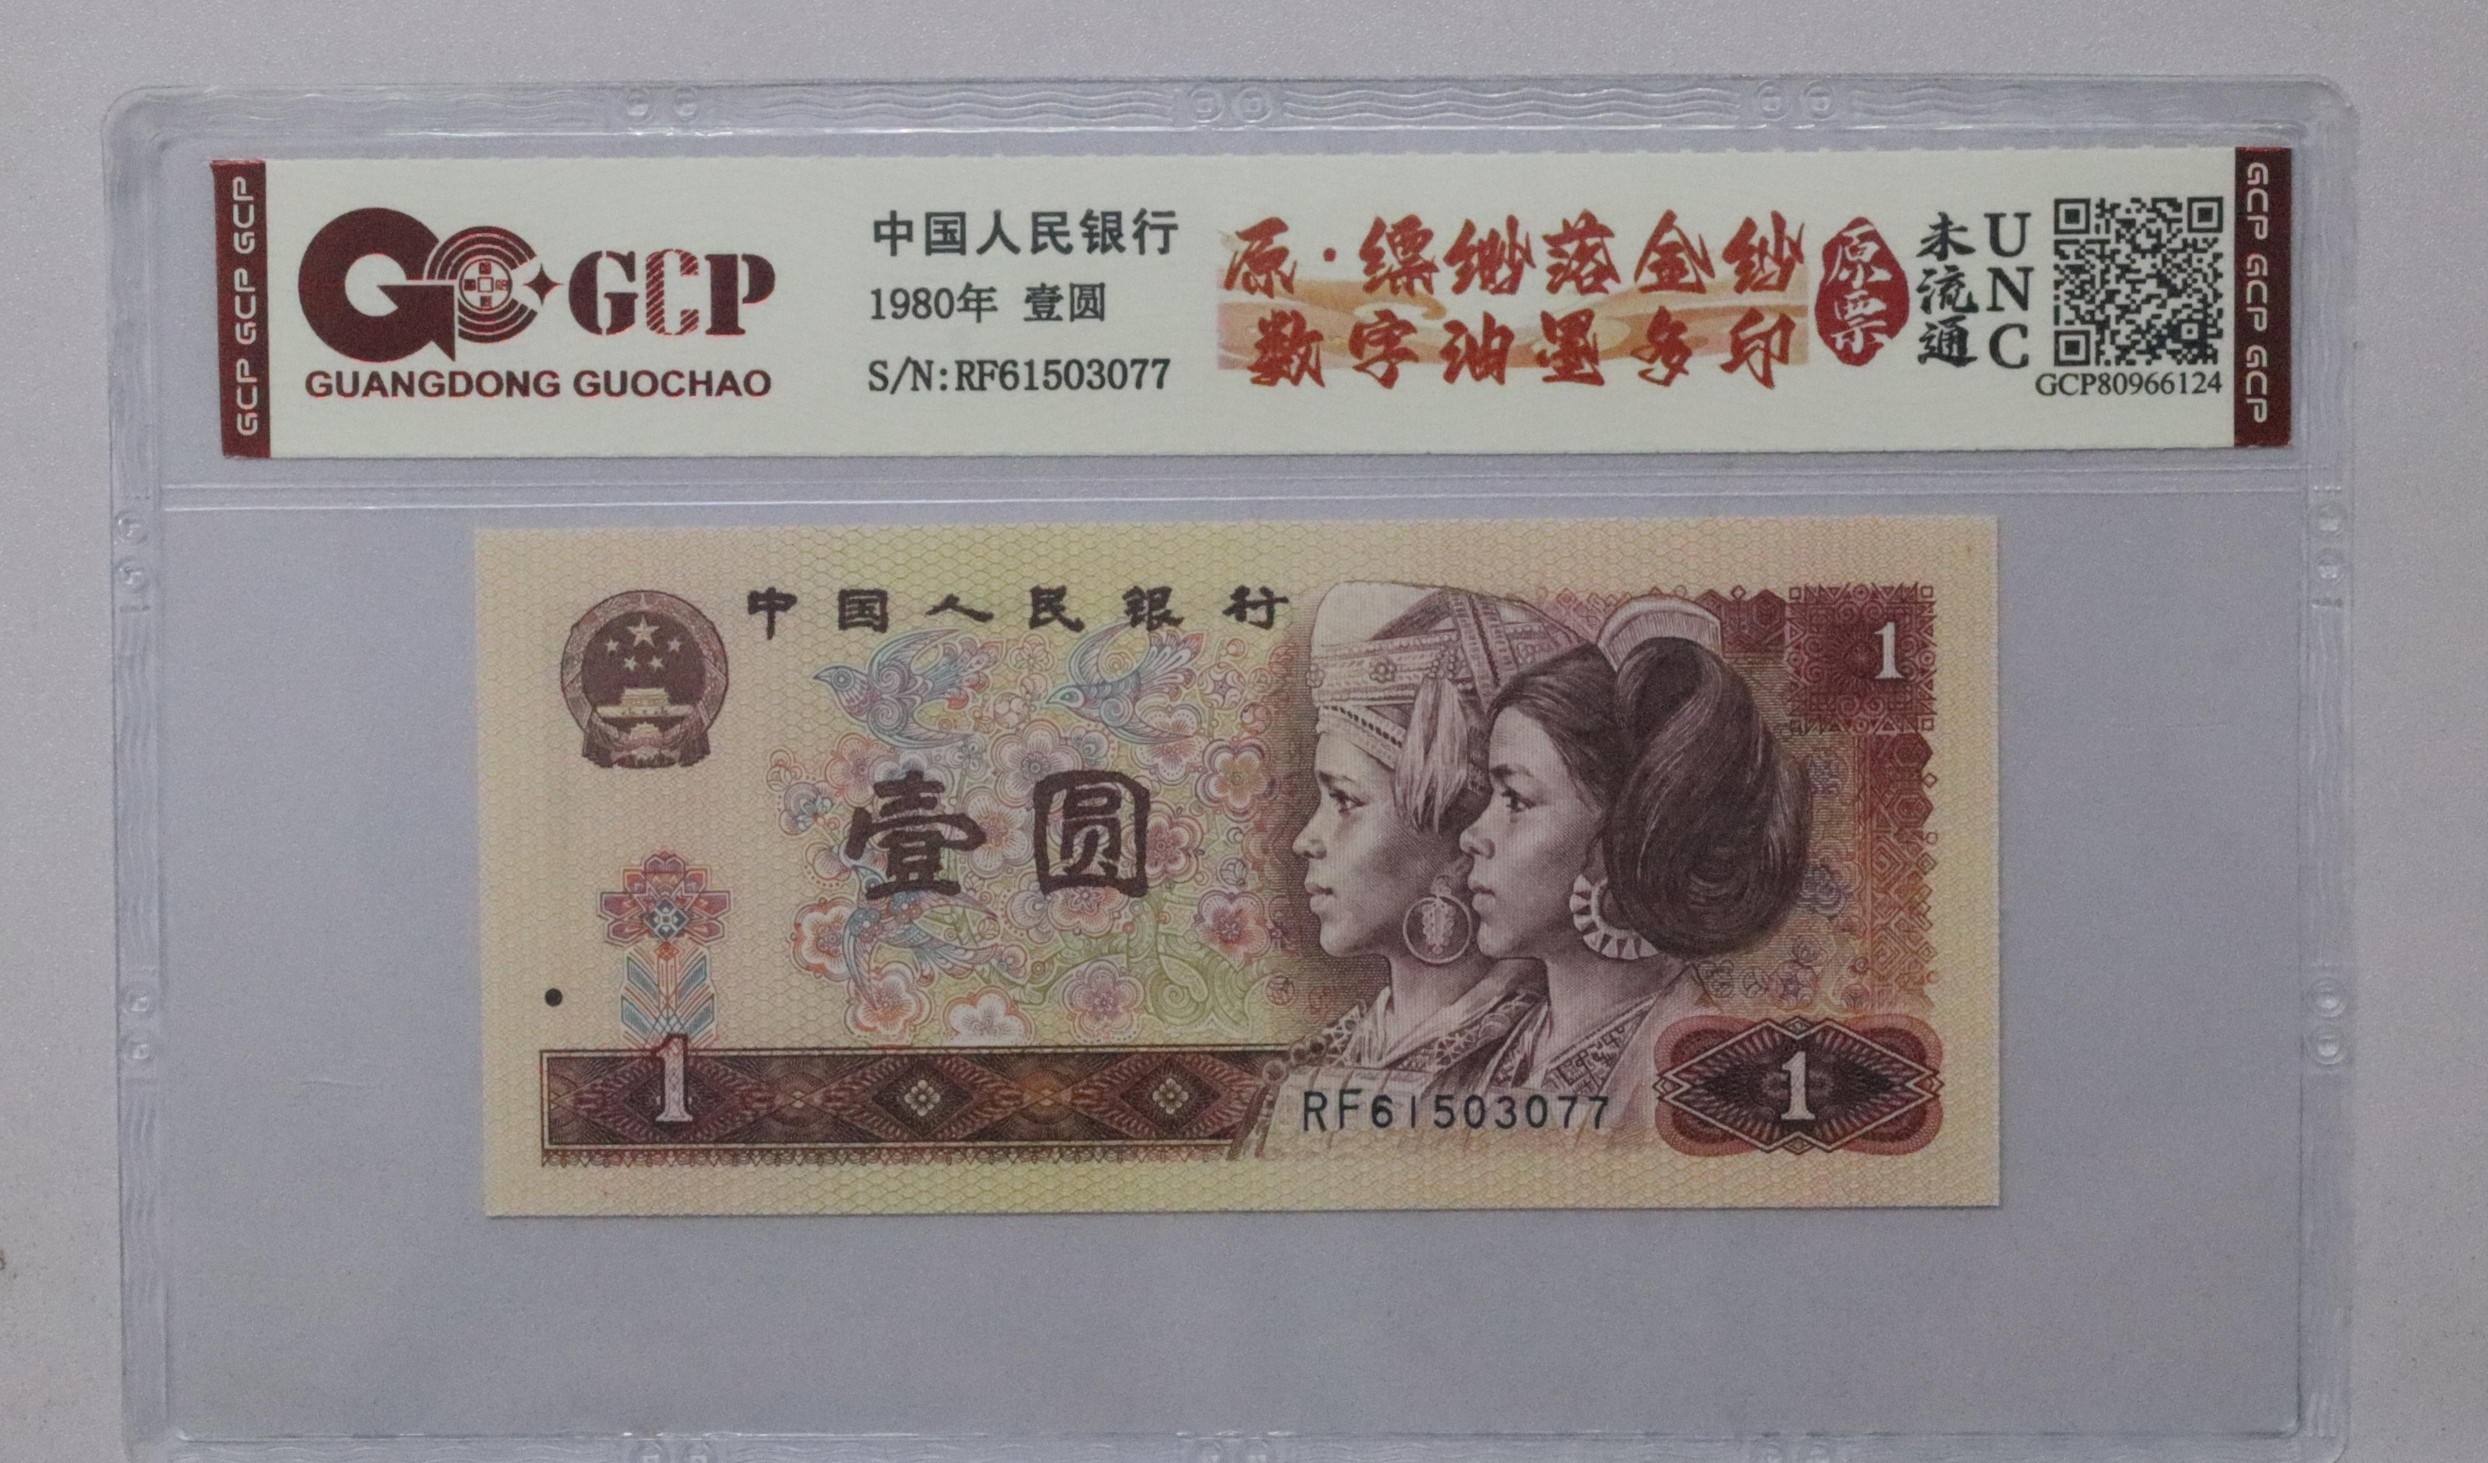 GCP GCP GCP
GCP
GUANGDONG GUOCHAO
中国人民银行
1980年 壹圆
S/N:RF61503077
原·缥缈落金纱
数字油墨多印
原票
未流通
UNC
GCP80966124
GCP GCP GCP
中国人民银行
1
壹圆
1
RF61503077
1